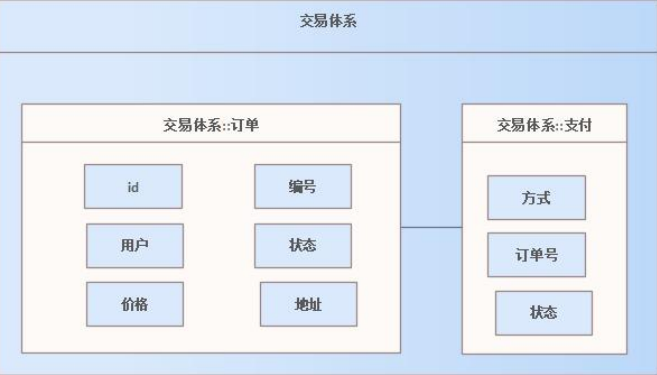 交易体系
交易体系::订单
id
编号
用户
状态
价格
地址
交易体系::支付
方式
订单号
状态